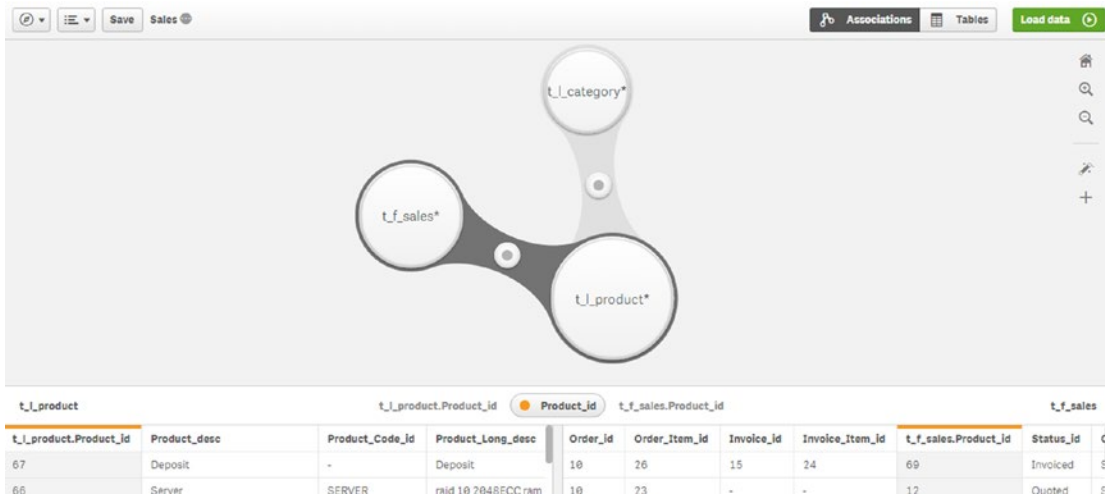 Save Sales Associations Tables Load data
t_l_category*
t_f_sales*
t_l_product*
t_l_product t_l_product.Product_id Product_id t_f_sales.Product_id t_f_sales
t_l_product.Product_id Product_desc Product_Code_id Product_Long_desc Order_id Order_Item_id Invoice_id Invoice_Item_id t_f_sales.Product_id Status_id
67 Deposit - Deposit 10 26 15 24 69 Invoiced
66 Server SERVER raid 10 2048ECC ram 10 23 - - 12 Quoted